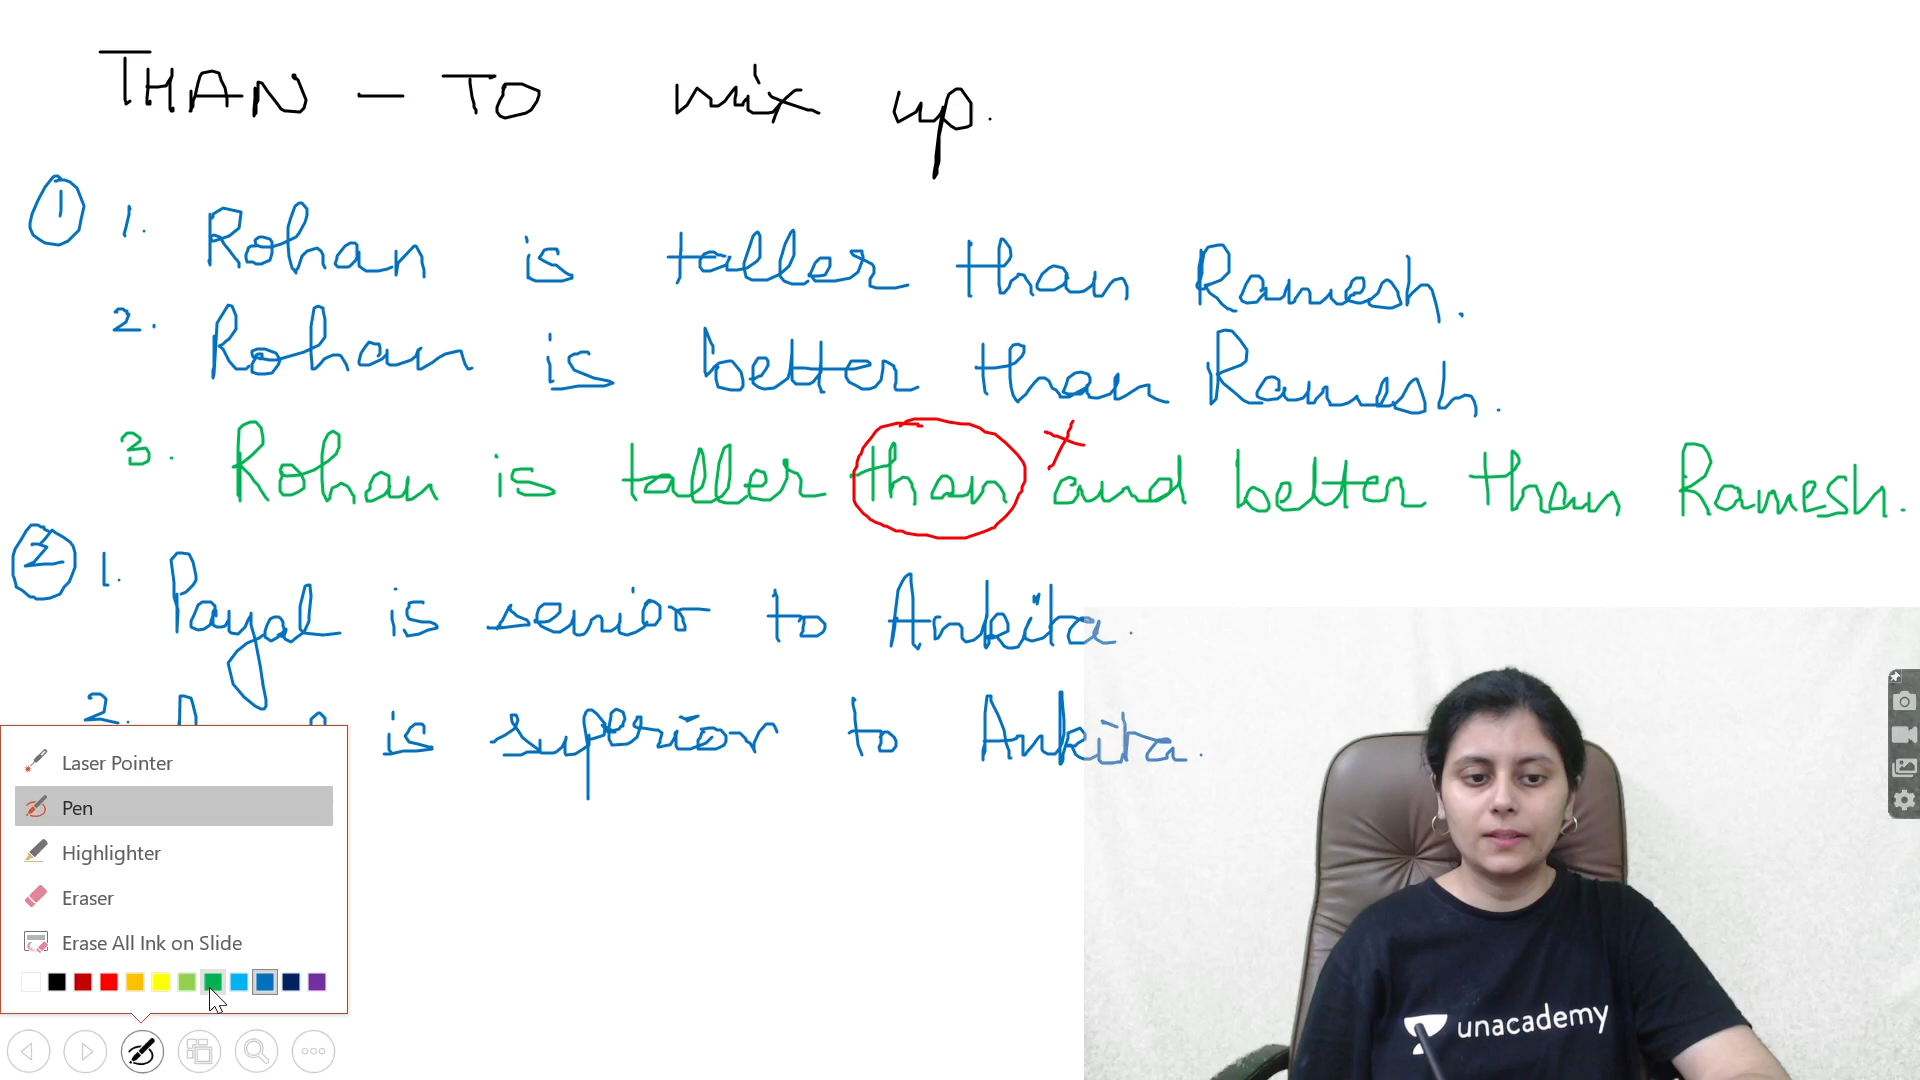 THAN - TO mix up.
① 1. Rohan is taller than Ramesh.
2. Rohan is better than Ramesh.
3. Rohan is taller than x and better than Ramesh.
② 1. Payal is senior to Ankita.
2. is superior to Ankita.
Laser Pointer
Pen
Highlighter
Eraser
Erase All Ink on Slide
unacademy